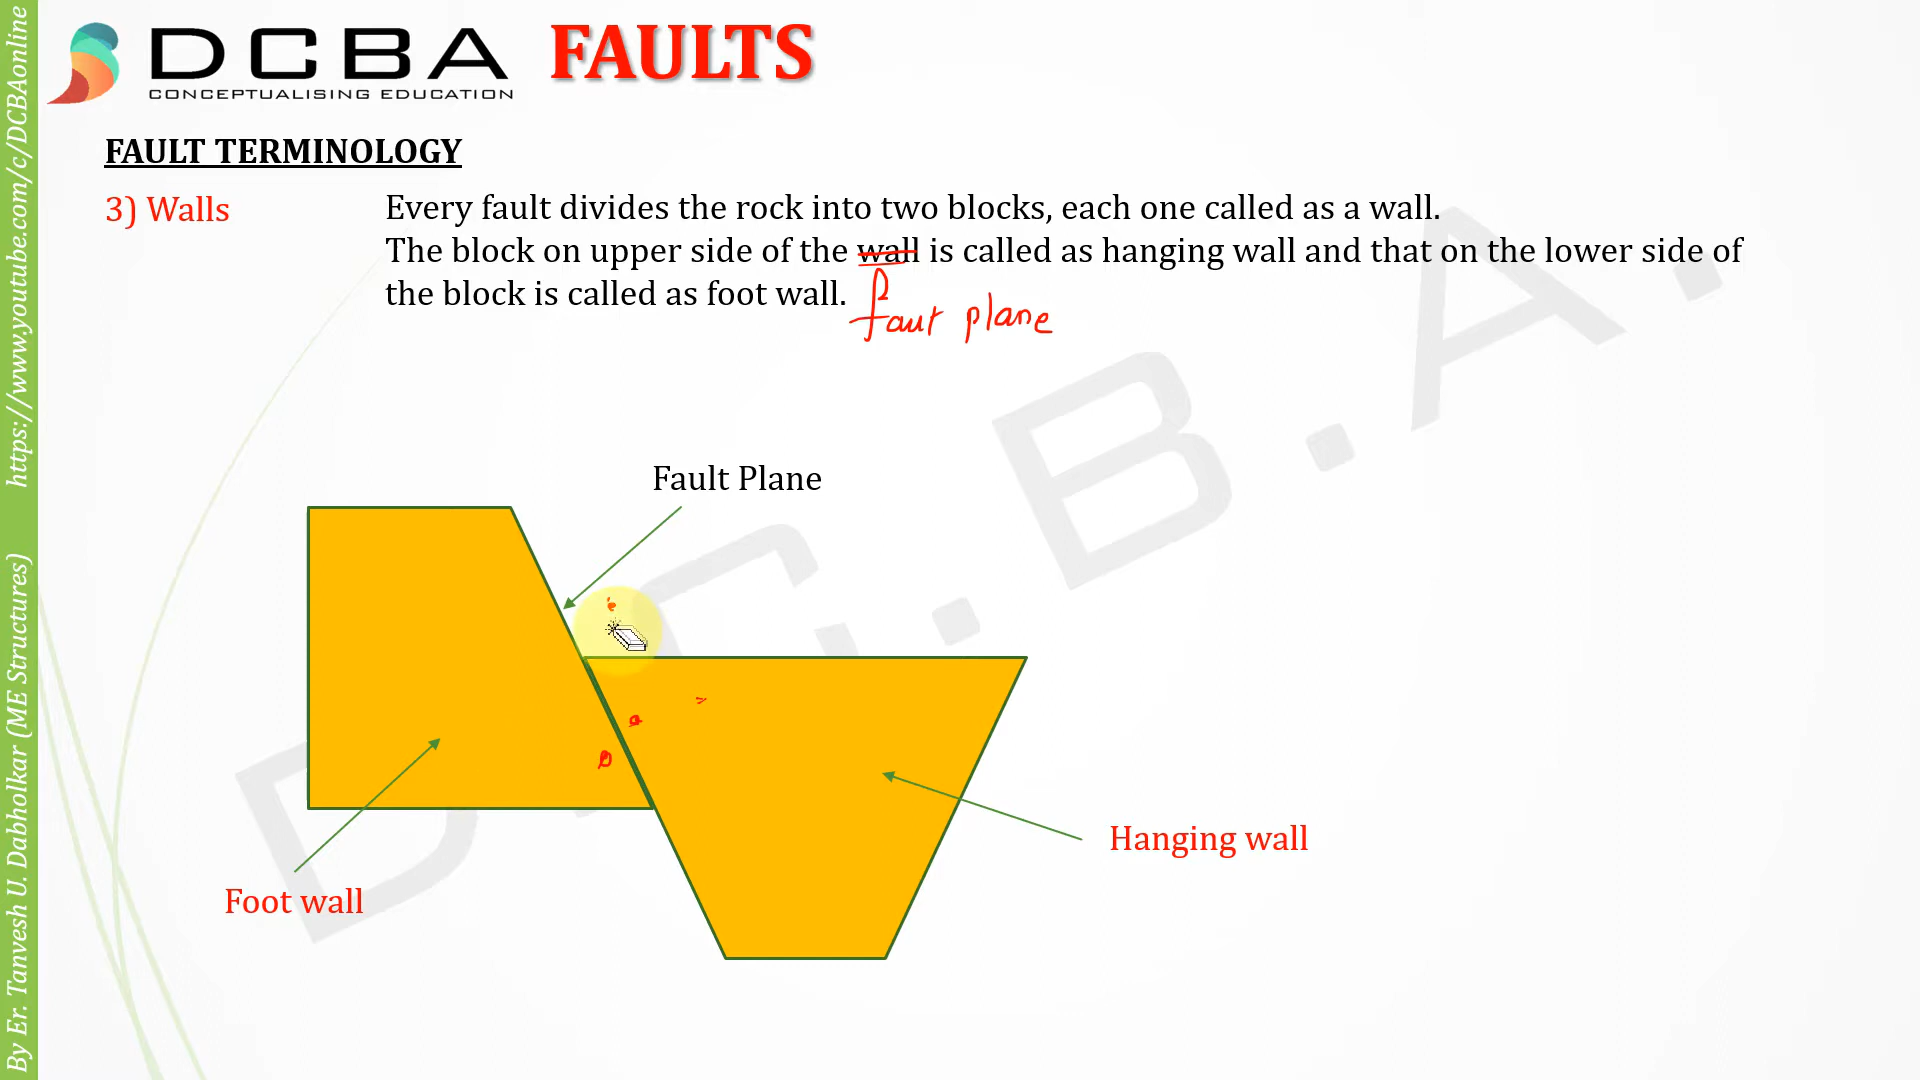 DCBA
CONCEPTUALISING EDUCATION
FAULTS
FAULT TERMINOLOGY
3) Walls
Every fault divides the rock into two blocks, each one called as a wall.
The block on upper side of the wall is called as hanging wall and that on the lower side of
the block is called as foot wall.
faut plane
Fault Plane
Hanging wall
Foot wall
D.C.B.A.
By Er. Tanvesh U. Dabholkar (ME Structures) https://www.youtube.com/c/DCBAonline